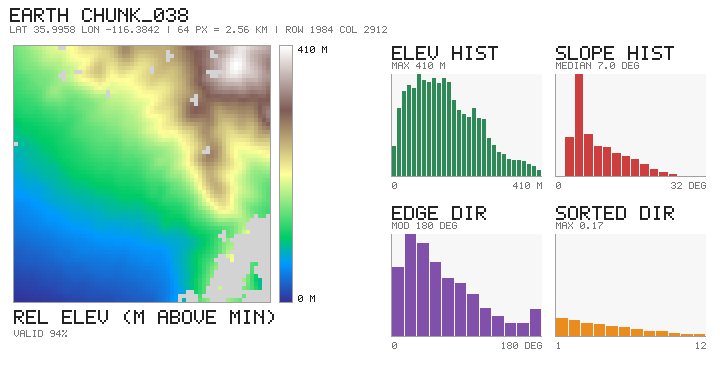 EARTH CHUNK_038
LAT 35.9958 LON -116.3842 | 64 PX = 2.56 KM | ROW 1984 COL 2912
410 M
0 M
REL ELEV (M ABOVE MIN)
VALID 94%
ELEV HIST
MAX 410 M
0 410 M
SLOPE HIST
MEDIAN 7.0 DEG
0 32 DEG
EDGE DIR
MOD 180 DEG
0 180 DEG
SORTED DIR
MAX 0.17
1 12